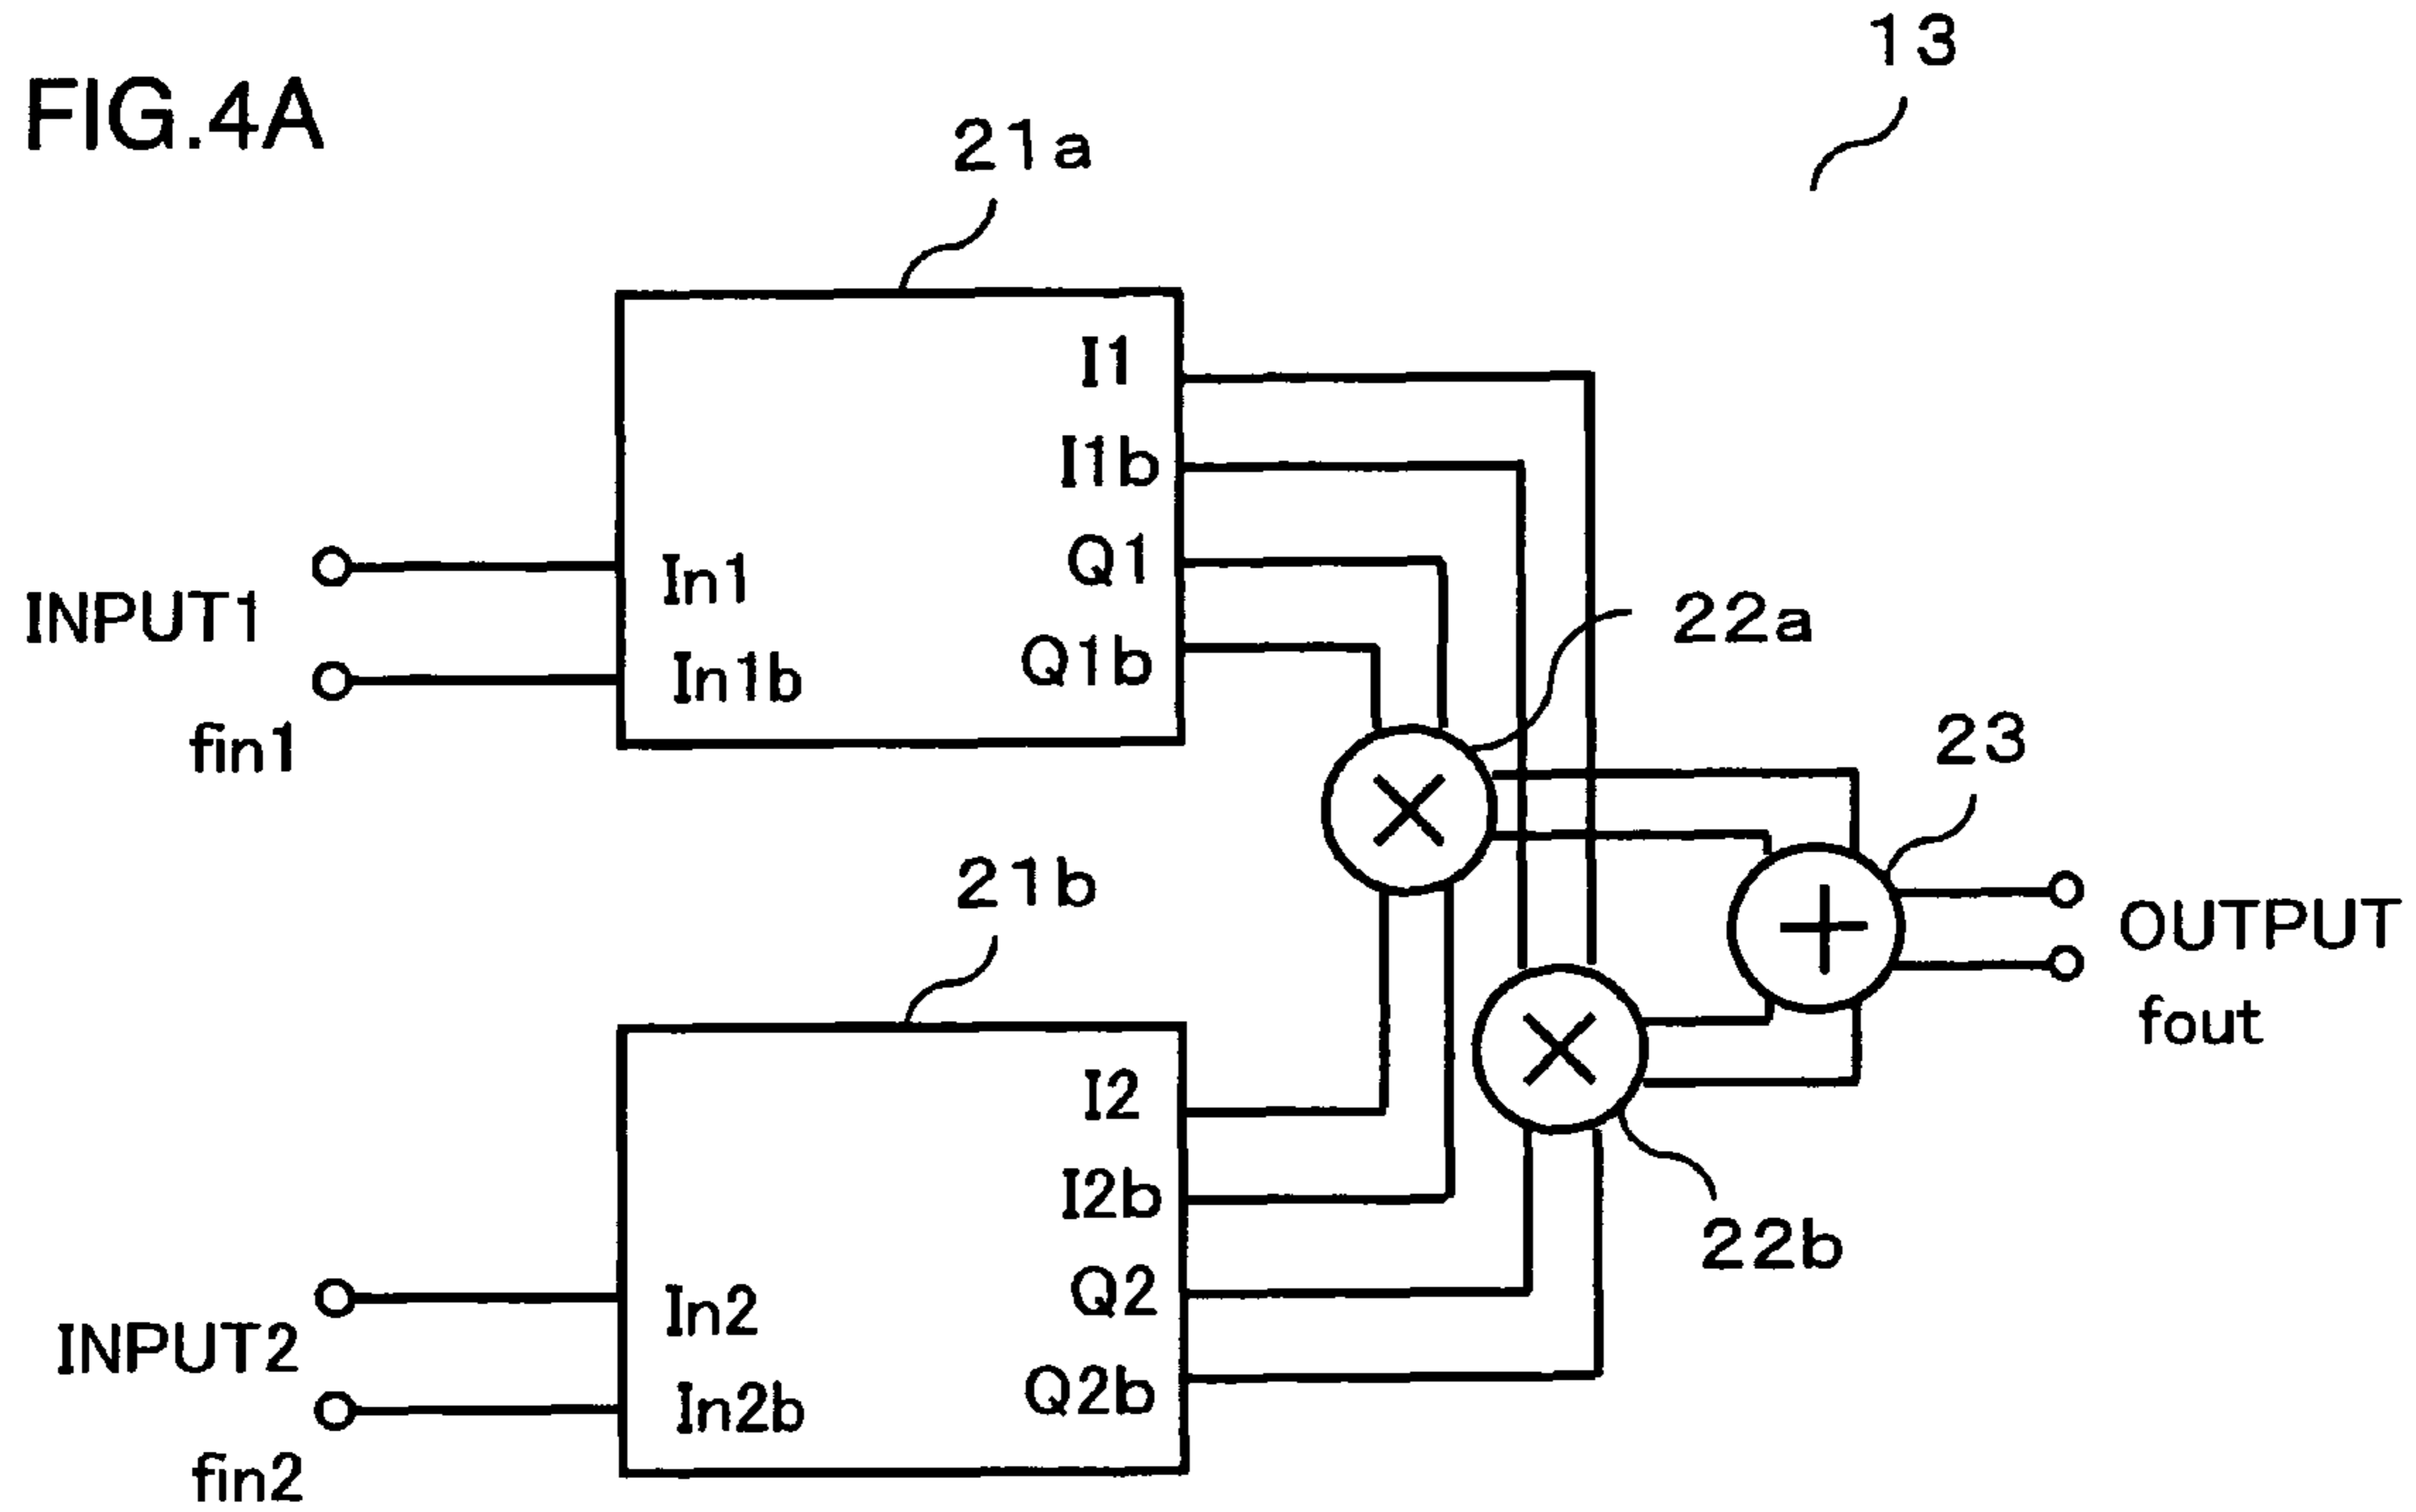 13
FIG.4A
21a
I1
I1b
Q1
In1
22a
INPUT1
Q1b
In1b
fin1
23
21b
OUTPUT
fout
I2
I2b
22b
Q2
In2
INPUT2
Q2b
In2b
fin2